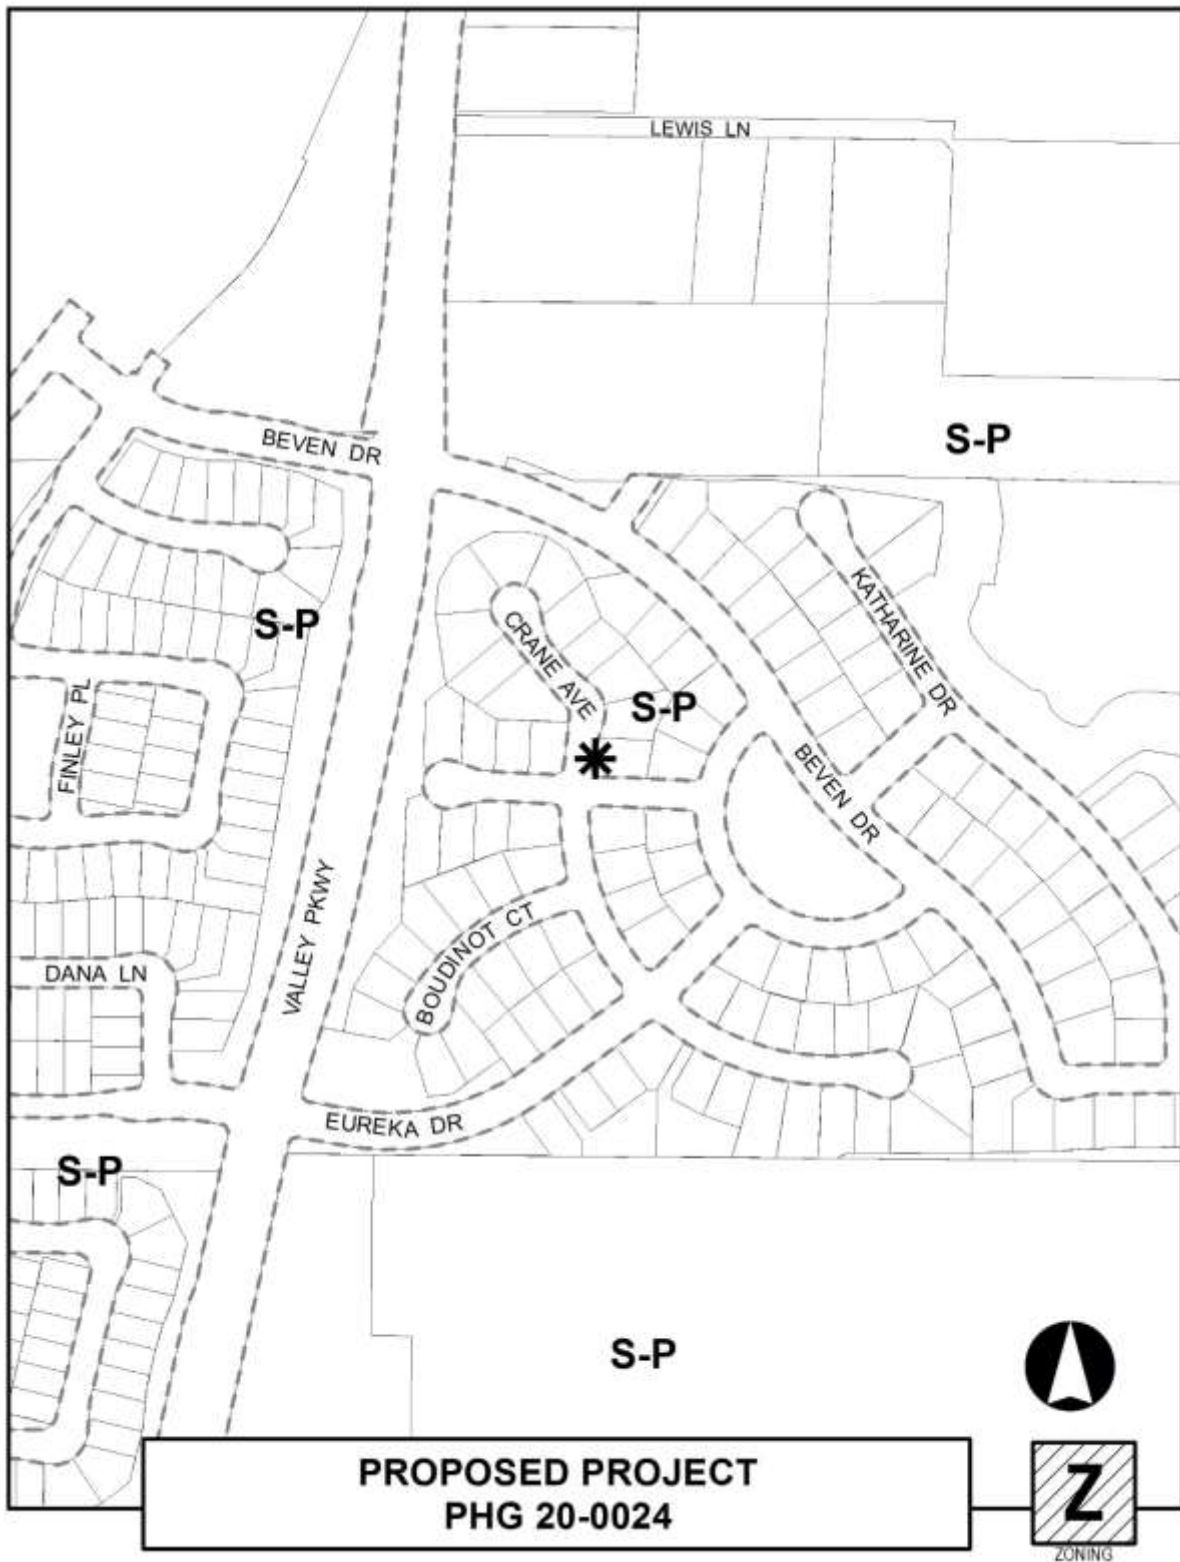 LEWIS LN
BEVEN DR
S-P
KATHARINE DR
S-P
CRANE AVE
S-P
FINLEY PL
BEVEN DR
VALLEY PKWY
BOUDINOT CT
DANA LN
EUREKA DR
S-P
S-P
PROPOSED PROJECT
PHG 20-0024
Z
ZONING